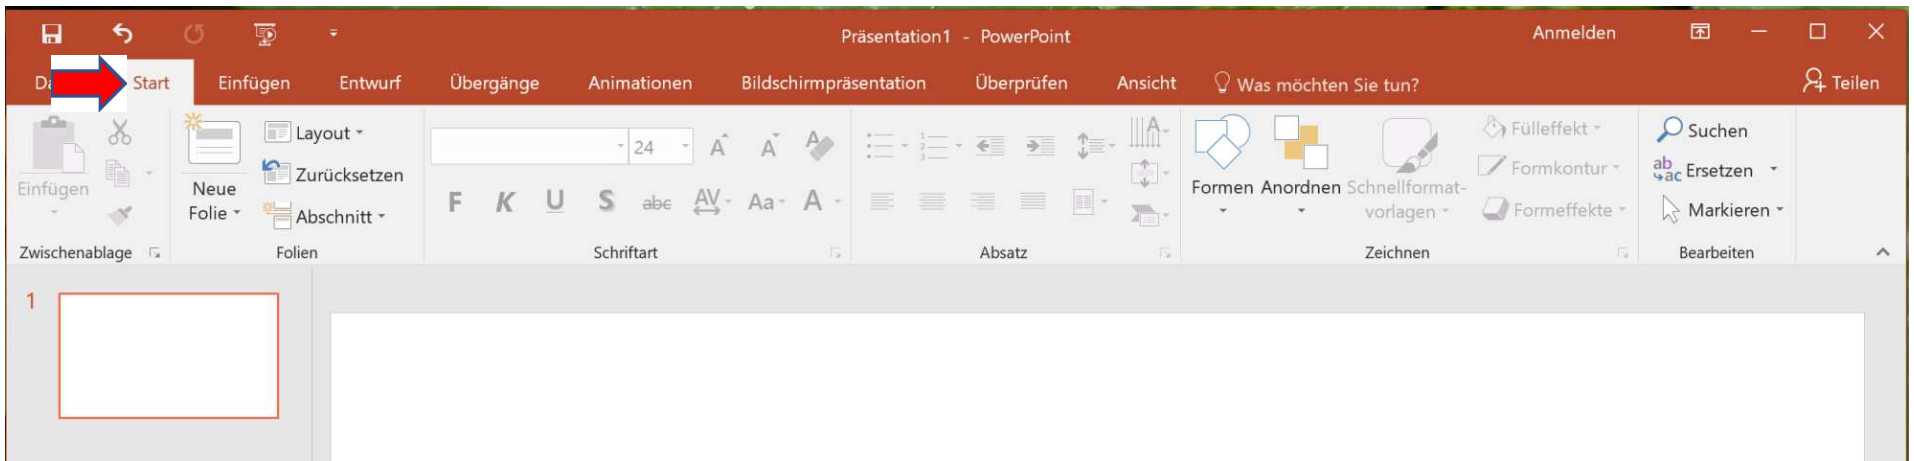 Präsentation1 - PowerPoint
Anmelden
Start Einfügen Entwurf Übergänge Animationen Bildschirmpräsentation Überprüfen Ansicht Was möchten Sie tun? Teilen
Einfügen
Zwischenablage
Neue
Folie
Layout
Zurücksetzen
Abschnitt
Folien
24 A A A
F K U S abc AV Aa A
Schriftart
A
Absatz
Formen
Anordnen
Schnellformat-
vorlagen
Fülleffekt
Formkontur
Formeffekte
Zeichnen
Suchen
ab
ac Ersetzen
Markieren
Bearbeiten
1